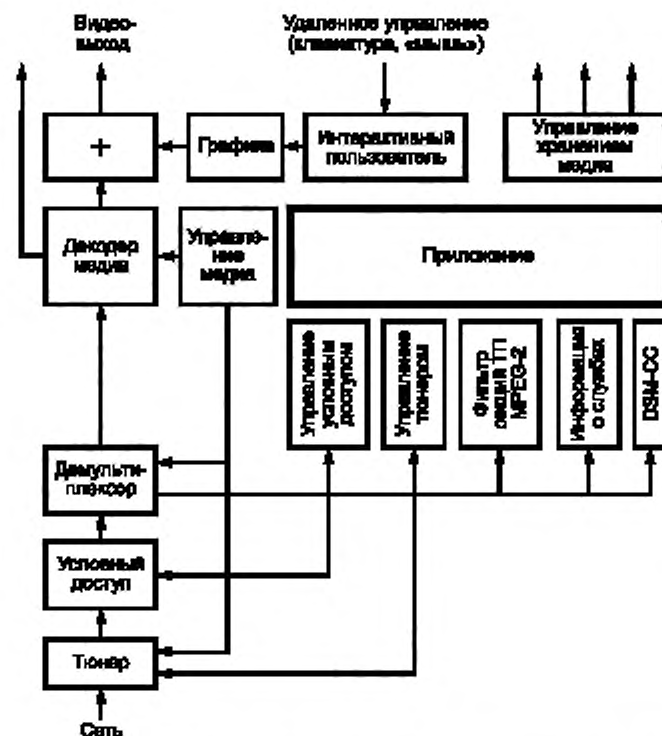 Видео-
выход
Удаленное управление
(клавиатура, «мышь»)
+
Графика
Интерактивный
пользователь
Управление
хранением
медиа
Декодер
медиа
Управле-
ние
медиа
Приложение
Управление
условным
доступом
Управление
тюнером
Фильтр
секций ТП
MPEG-2
Информация
о службах
DSM-CC
Демульти-
плексор
Условный
доступ
Тюнер
Сеть